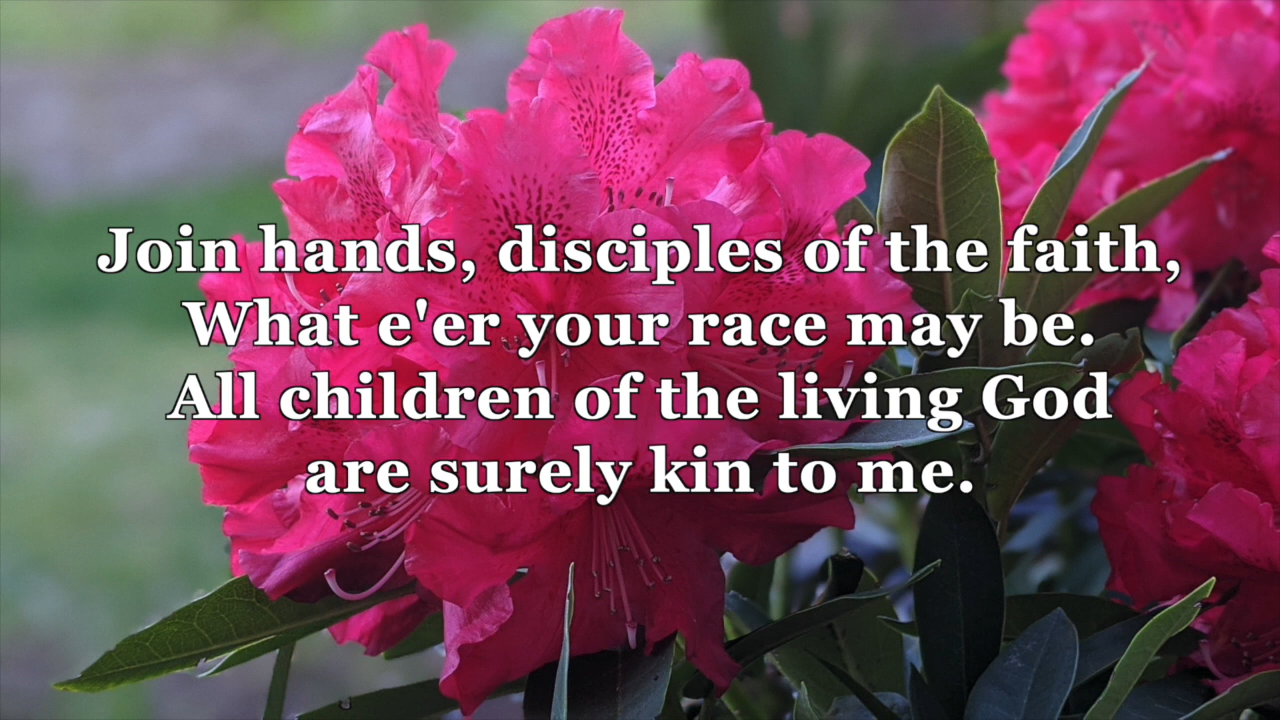 Join hands, disciples of the faith,
What e'er your race may be.
All children of the living God
are surely kin to me.